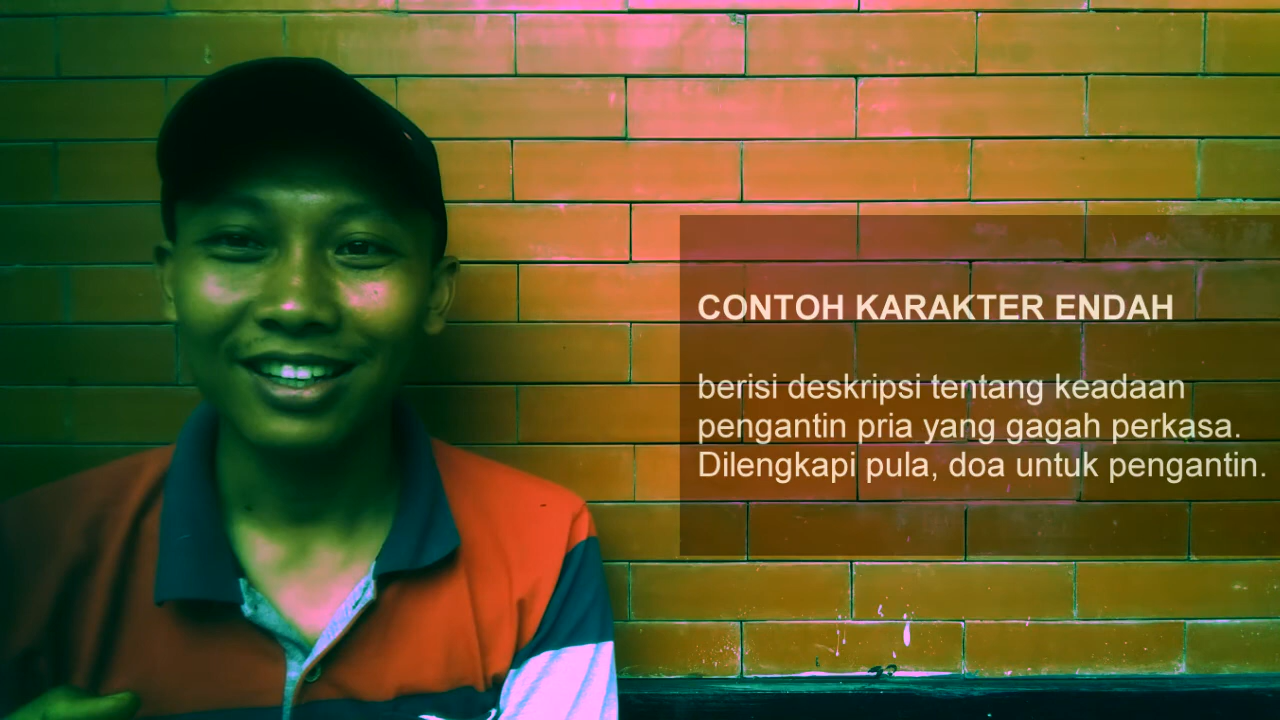 CONTOH KARAKTER ENDAH
berisi deskripsi tentang keadaan
pengantin pria yang gagah perkasa.
Dilengkapi pula, doa untuk pengantin.